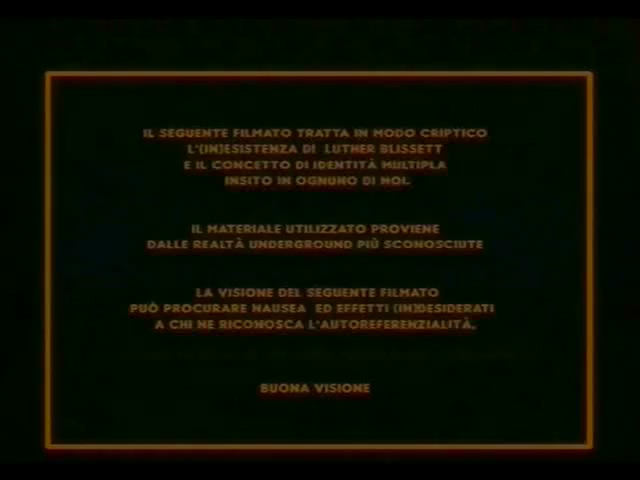 IL SEGUENTE FILMATO TRATTA IN MODO CRIPTICO
L'(IN)ESISTENZA DI LUTHER BLISSETT
E IL CONCETTO DI IDENTITÀ MULTIPLA
INSITO IN OGNUNO DI NOI.
IL MATERIALE UTILIZZATO PROVIENE
DALLE REALTÀ UNDERGROUND PIÙ SCONOSCIUTE
LA VISIONE DEL SEGUENTE FILMATO
PUÒ PROCURARE NAUSEA ED EFFETTI (IN)DESIDERATI
A CHI NE RICONOSCA L'AUTOREFERENZIALITÀ.
BUONA VISIONE